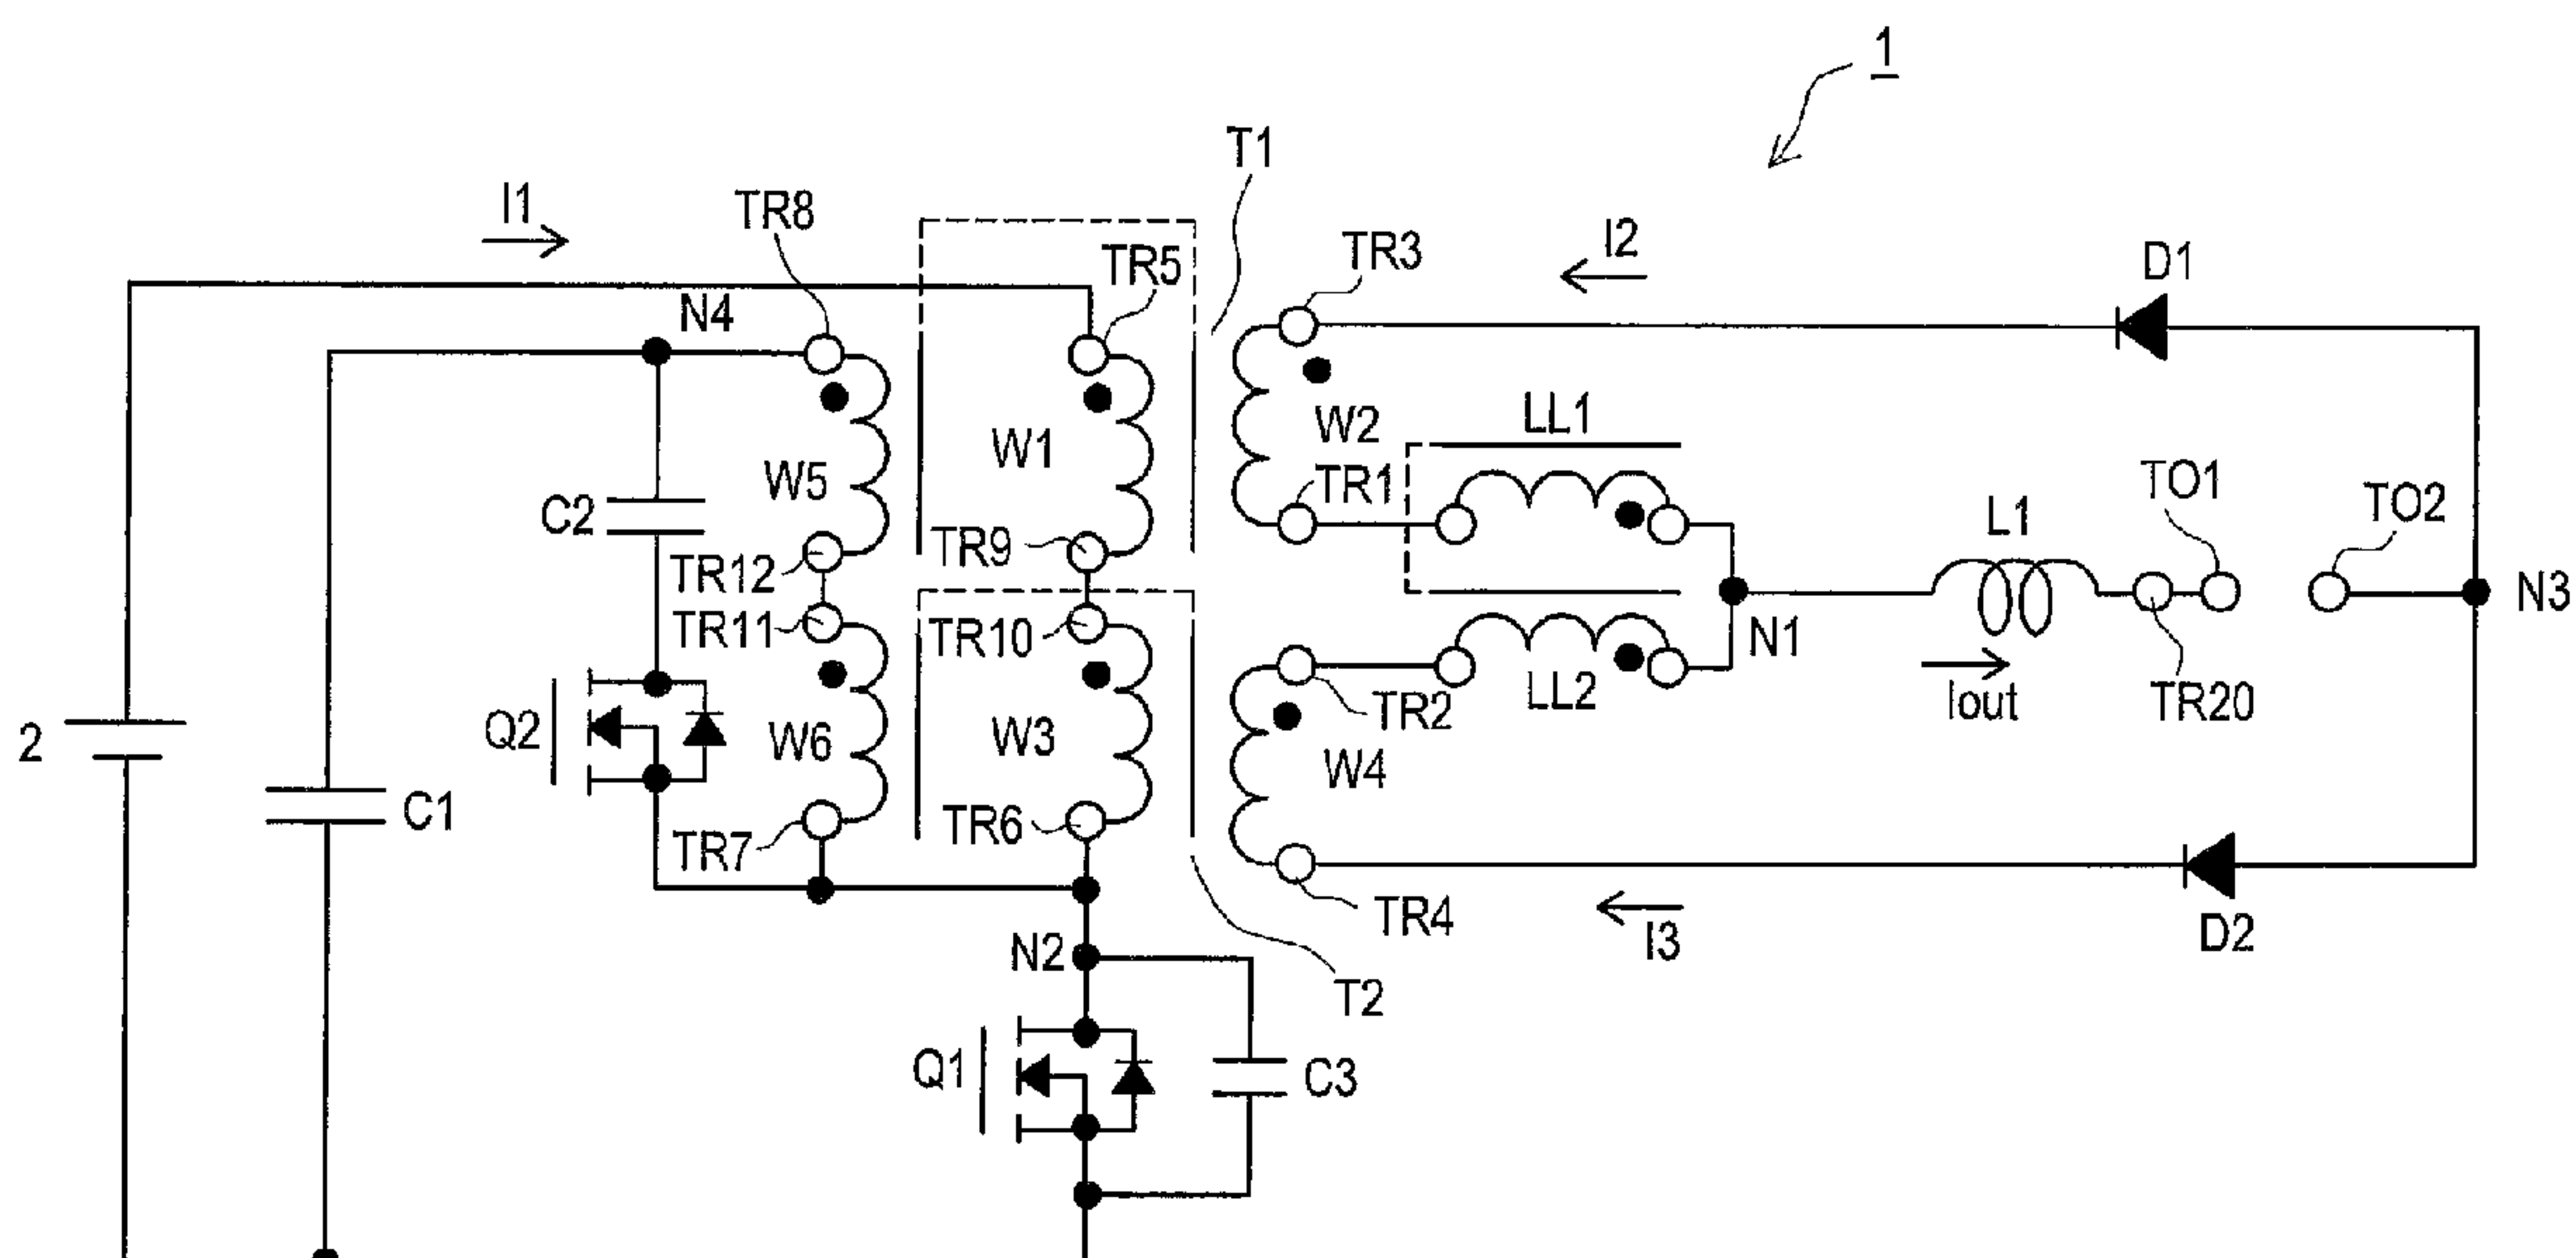 1
T1
I1
TR8
TR5
I2
TR3
D1
N4
W2
LL1
W1
W5
TR1
TO1
TO2
C2
L1
TR9
TR12
N3
TR11
TR10
N1
TR2
LL2
Iout
TR20
2
Q2
W6
W3
W4
C1
TR7
TR6
TR4
I3
D2
N2
T2
Q1
C3